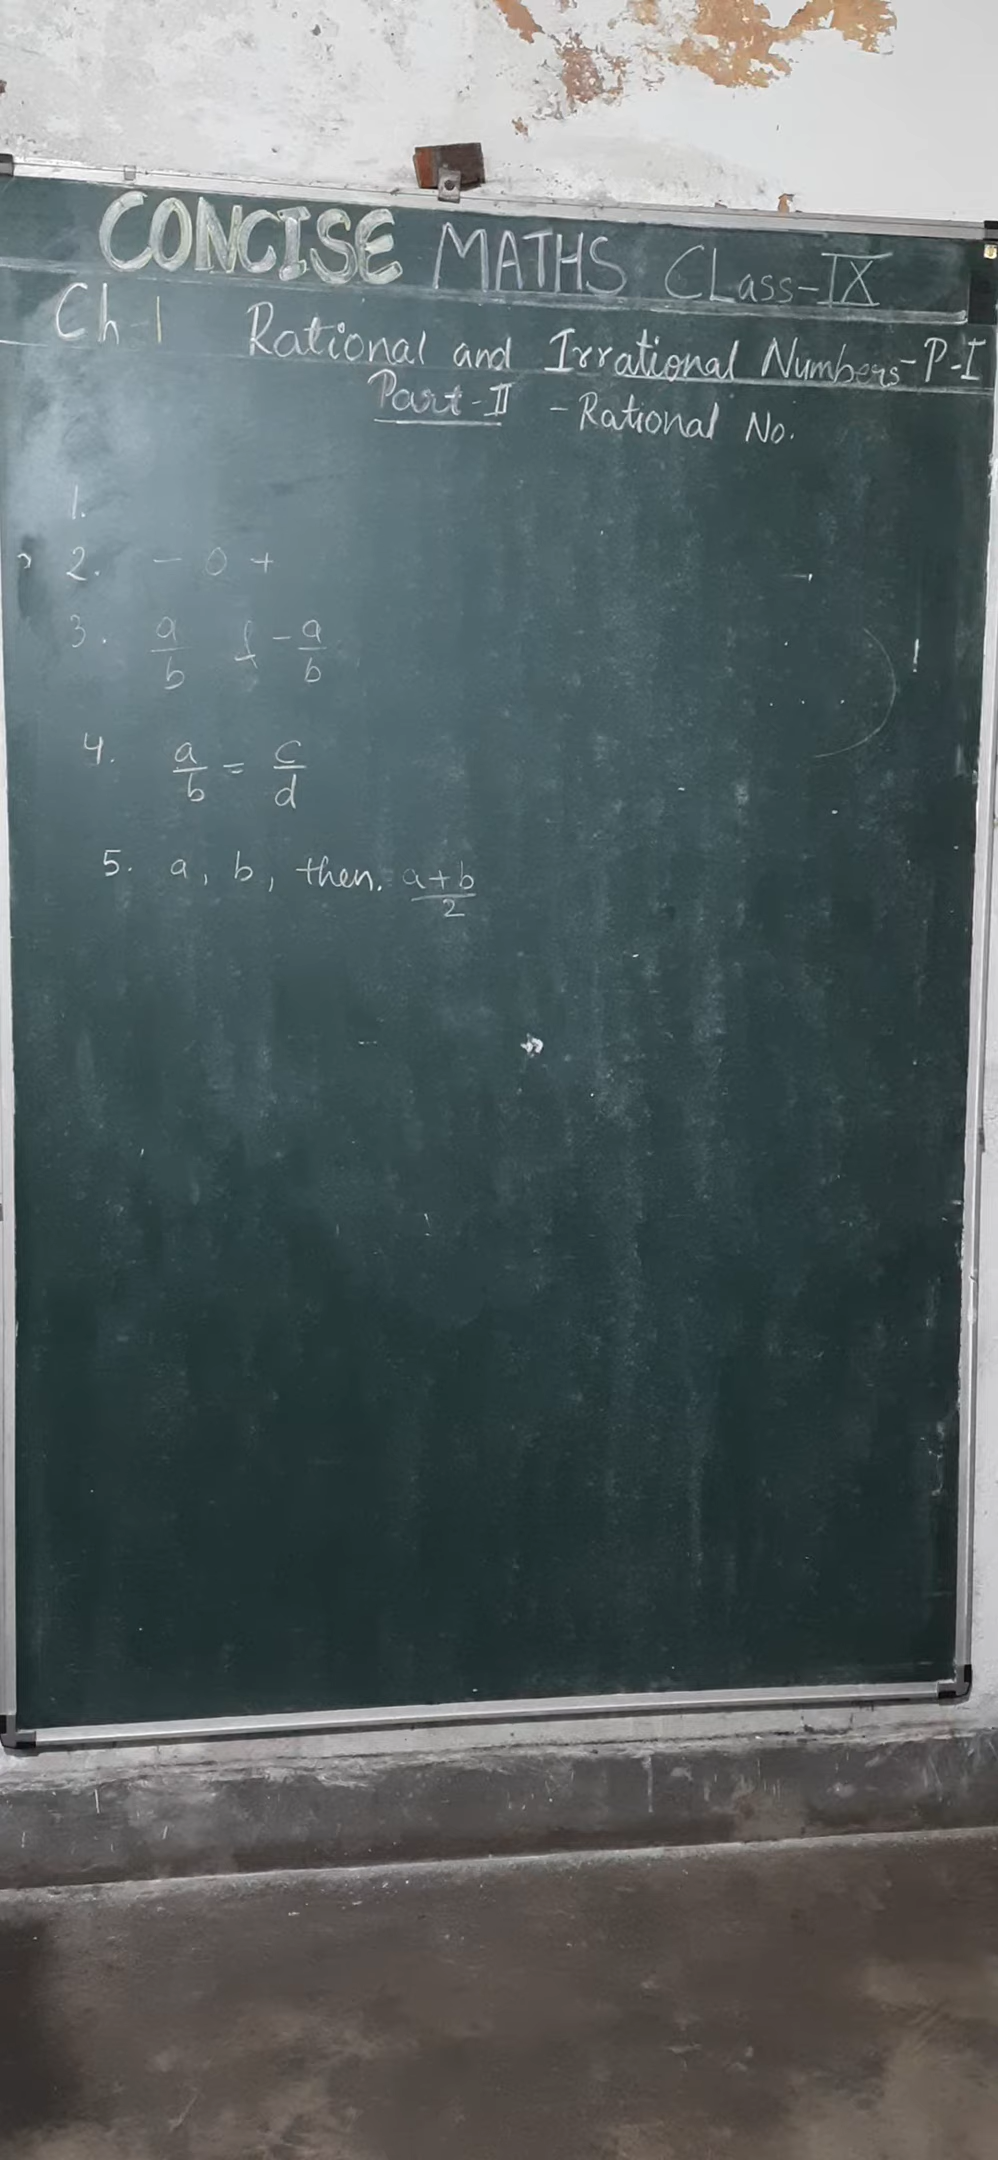 CONCISE MATHS CLass-IX
Ch-1 Rational and Irrational Numbers-P-I
Part-II - Rational No.
1.
2. - 0 +
3. a/b & -a/b
4. a/b = c/d
5. a, b, then. a+b/2